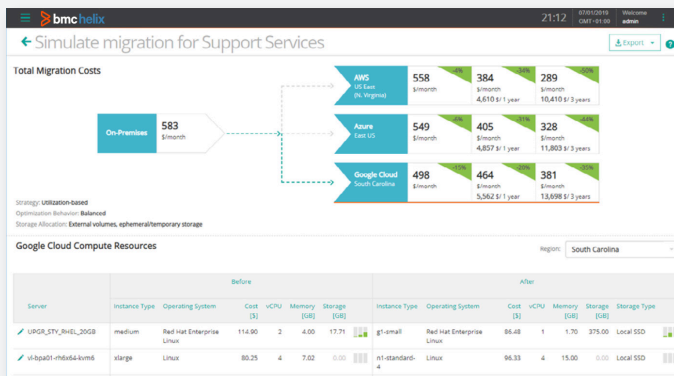 bmchelix
21:12
07/01/2019
GMT+01:00
Welcome
admin
Simulate migration for Support Services
Export
Total Migration Costs
On-Premises
583
$/month
AWS
US East
(N. Virginia)
558
$/month
-4%
384
$/month
4,610 $/ 1 year
-34%
289
$/month
10,410 $/ 3 years
-50%
Azure
East US
549
$/month
-6%
405
$/month
4,857 $/ 1 year
-31%
328
$/month
11,803 $/ 3 years
-44%
Google Cloud
South Carolina
498
$/month
-15%
464
$/month
5,562 $/ 1 year
-20%
381
$/month
13,698 $/ 3 years
Strategy: Utilization-based
Optimization Behavior: Balanced
Storage Allocation: External volumes, ephemeral/temporary storage
Google Cloud Compute Resources
Region: South Carolina
Before After
Server Instance Type Operating System Cost [$] vCPU Memory [GB] Storage [GB] Instance Type Operating System Cost [$] vCPU Memory [GB] Storage [GB] Storage Type
UPGR_STY_RHEL_20GB medium Red Hat Enterprise Linux 114.90 2 4.00 17.71 g1-small Red Hat Enterprise Linux 86.48 1 1.70 375.00 Local SSD
vl-bpa01-rh6x64-kvm6 xlarge Linux 80.25 4 7.02 0.00 n1-standard-4 Linux 96.33 4 15.00 0.00 Local SSD